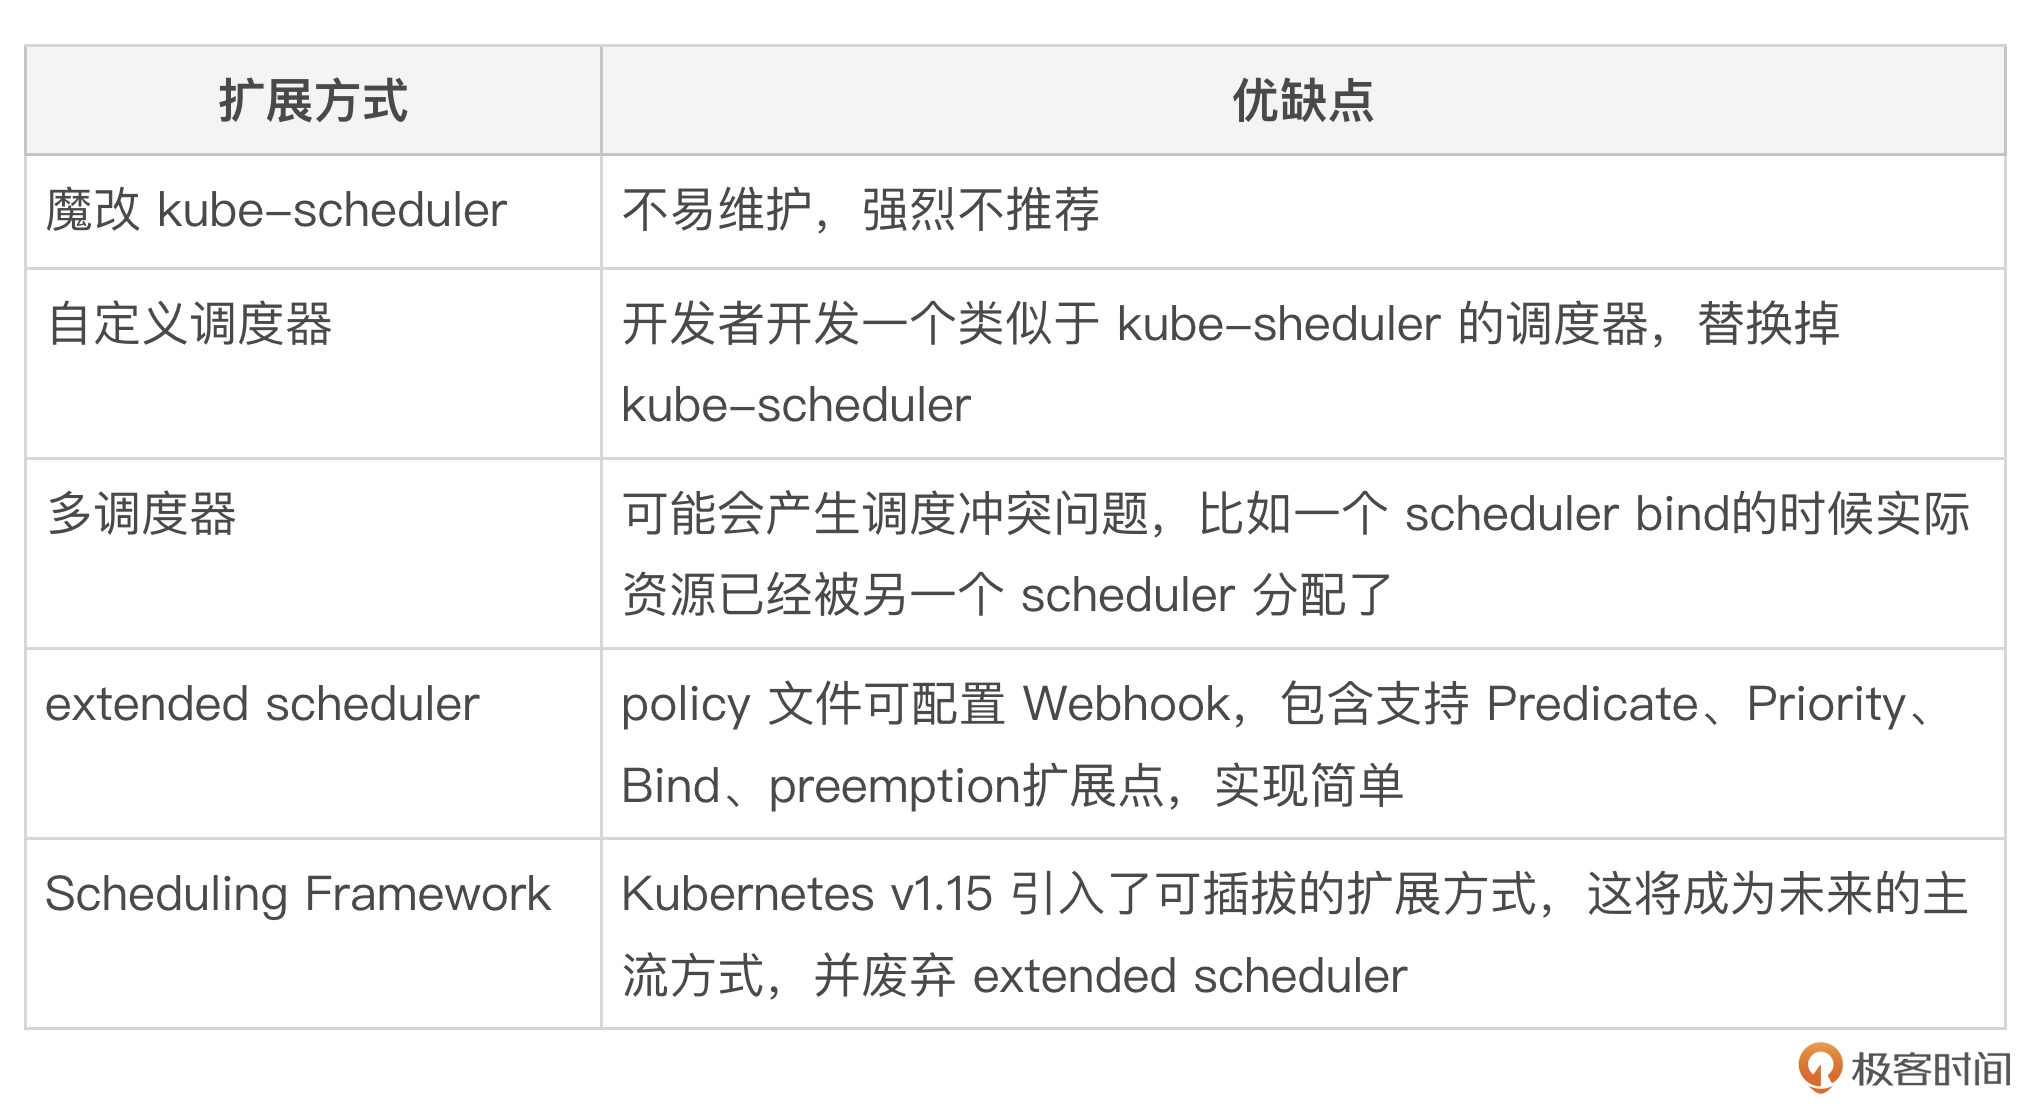 扩展方式
优缺点
魔改 kube-scheduler
不易维护，强烈不推荐
自定义调度器
开发者开发一个类似于 kube-sheduler 的调度器，替换掉
kube-scheduler
多调度器
可能会产生调度冲突问题，比如一个 scheduler bind的时候实际
资源已经被另一个 scheduler 分配了
extended scheduler
policy 文件可配置 Webhook，包含支持 Predicate、Priority、
Bind、preemption扩展点，实现简单
Scheduling Framework
Kubernetes v1.15 引入了可插拔的扩展方式，这将成为未来的主
流方式，并废弃 extended scheduler
极客时间